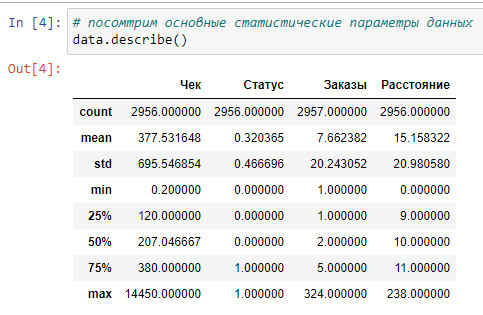 In [4]: # посомтрим основные статистические параметры данных
data.describe()
Out[4]:
Чек Статус Заказы Расстояние
count 2956.000000 2956.000000 2957.000000 2956.000000
mean 377.531648 0.320365 7.662382 15.158322
std 695.546854 0.466696 20.243052 20.980580
min 0.200000 0.000000 1.000000 0.000000
25% 120.000000 0.000000 1.000000 9.000000
50% 207.046667 0.000000 2.000000 10.000000
75% 380.000000 1.000000 5.000000 11.000000
max 14450.000000 1.000000 324.000000 238.000000